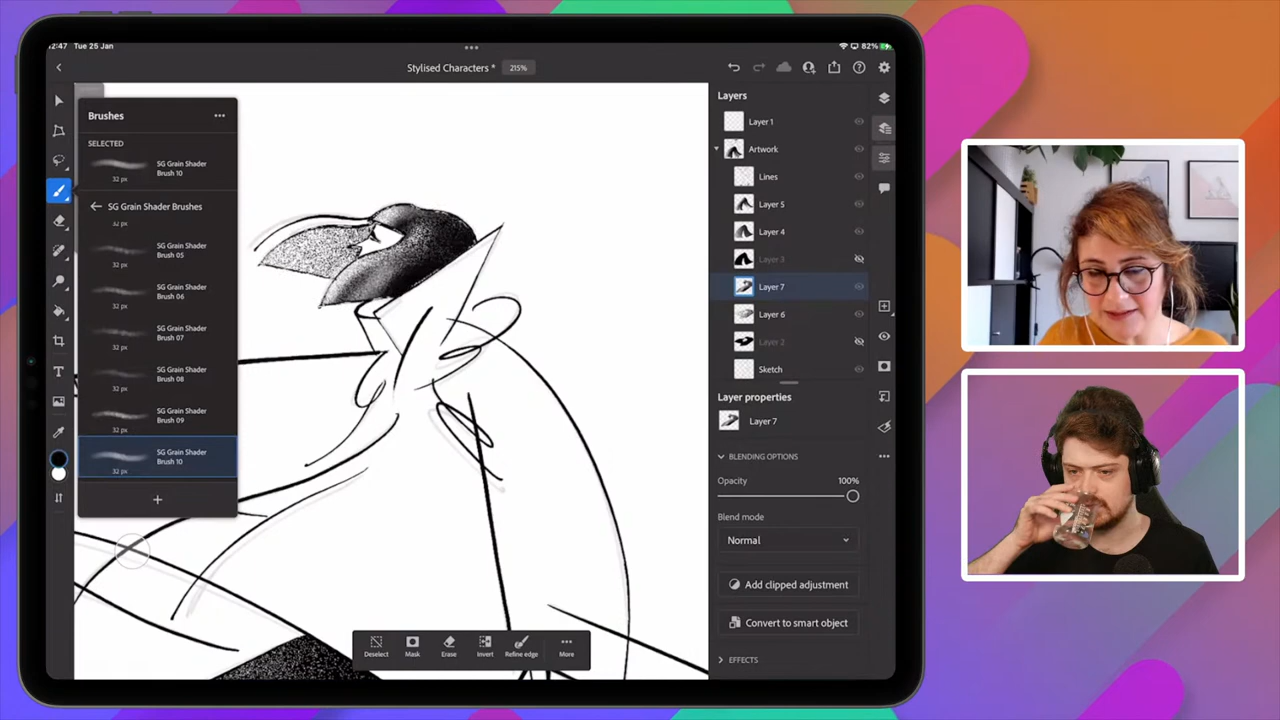 12:47 Tue 25 Jan
82%
Stylised Characters *
215%
Brushes
SELECTED
SG Grain Shader
Brush 10
32 px
SG Grain Shader Brushes
32 px
SG Grain Shader
Brush 05
32 px
SG Grain Shader
Brush 06
32 px
SG Grain Shader
Brush 07
32 px
SG Grain Shader
Brush 08
32 px
SG Grain Shader
Brush 09
32 px
SG Grain Shader
Brush 10
32 px
Deselect
Mask
Erase
Invert
Refine edge
More
Layers
Layer 1
Artwork
Lines
Layer 5
Layer 4
Layer 3
Layer 7
Layer 6
Layer 2
Sketch
Layer properties
Layer 7
BLENDING OPTIONS
Opacity 100%
Blend mode
Normal
Add clipped adjustment
Convert to smart object
EFFECTS